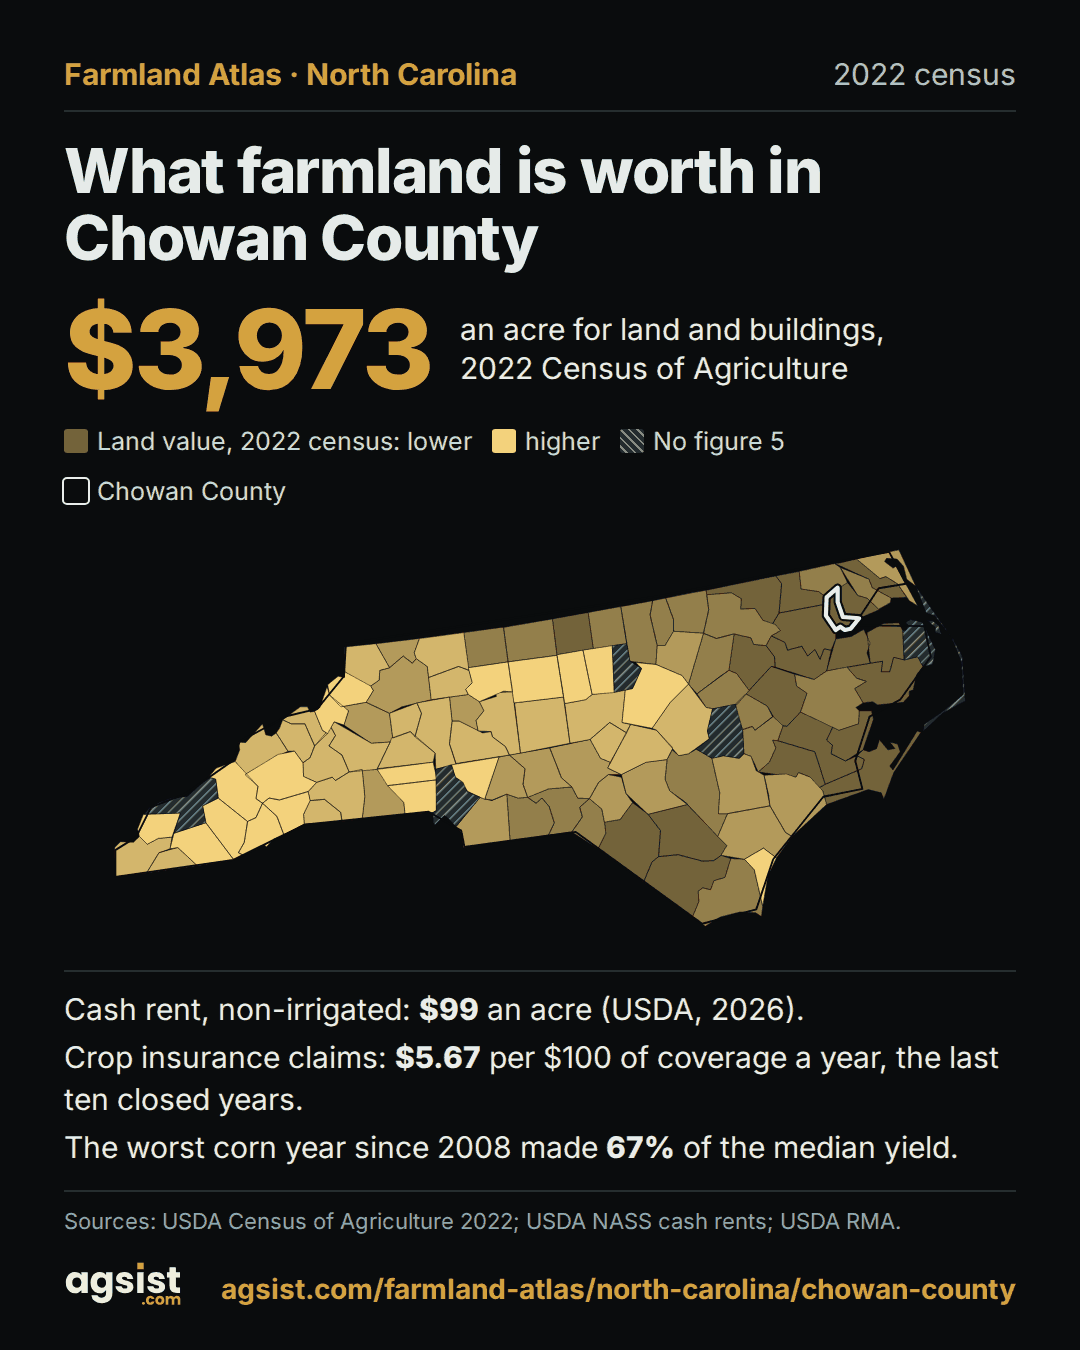 Farmland Atlas · North Carolina
2022 census
What farmland is worth in
Chowan County
$3,973
an acre for land and buildings,
2022 Census of Agriculture
Land value, 2022 census: lower
higher
No figure 5
Chowan County
Cash rent, non-irrigated: $99 an acre (USDA, 2026).
Crop insurance claims: $5.67 per $100 of coverage a year, the last
ten closed years.
The worst corn year since 2008 made 67% of the median yield.
Sources: USDA Census of Agriculture 2022; USDA NASS cash rents; USDA RMA.
agsist
.com
agsist.com/farmland-atlas/north-carolina/chowan-county